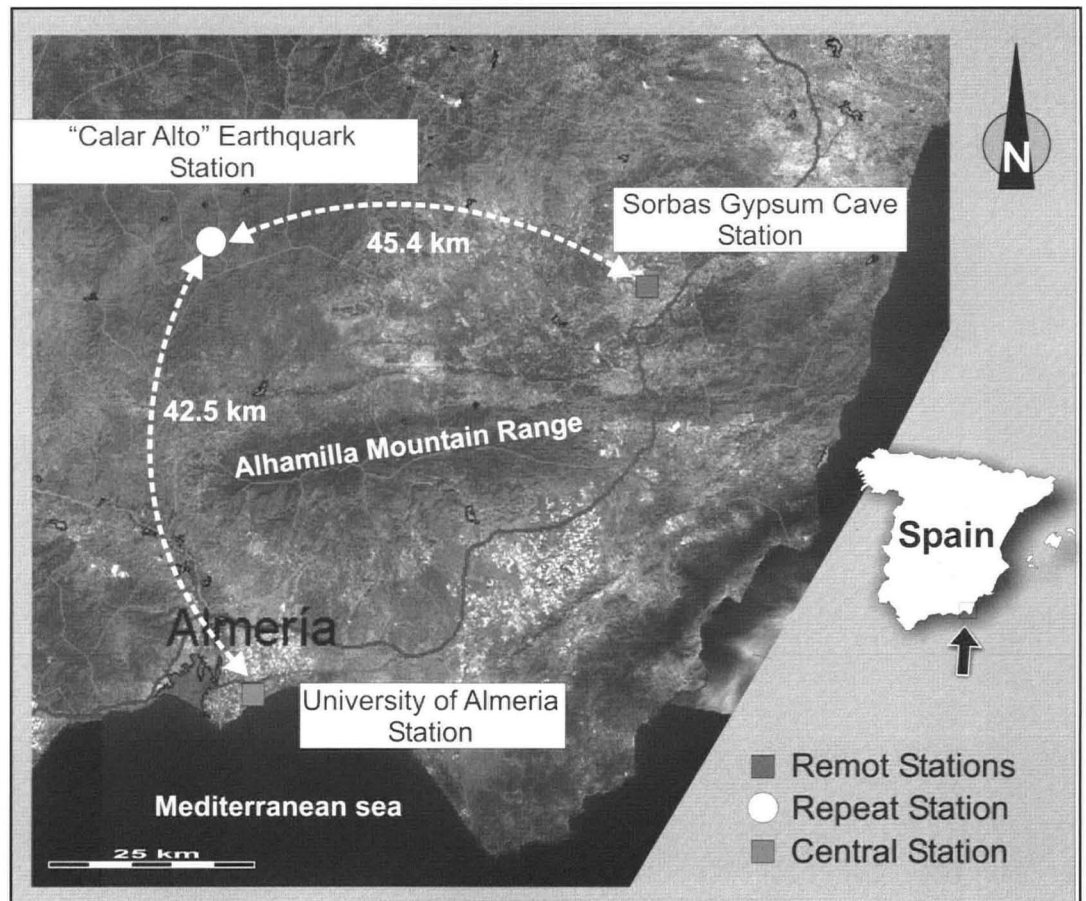 "Calar Alto" Earthquark
Station
N
Sorbas Gypsum Cave
Station
45.4 km
42.5 km
Alhamilla Mountain Range
Spain
Almería
University of Almeria
Station
Mediterranean sea
25 km
Remot Stations
Repeat Station
Central Station